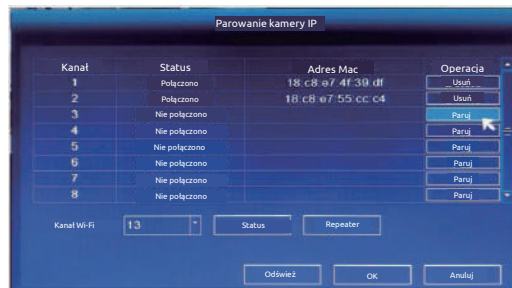 Parowanie kamery IP
Kanał Status Adres Mac Operacja
1 Połączono 18:c8:e7:4f:39:df Usuń
2 Połączono 18:c8:e7:55:cc:c4 Usuń
3 Nie połączono Paruj
4 Nie połączono Paruj
5 Nie połączono Paruj
6 Nie połączono Paruj
7 Nie połączono Paruj
8 Nie połączono Paruj
Kanał Wi-Fi 13 Status Repeater
Odśwież OK Anuluj